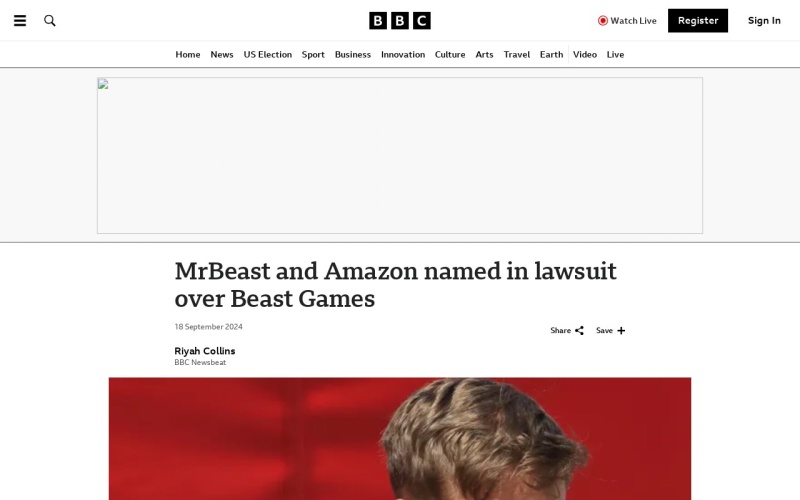 BBC
Watch Live
Register
Sign In
Home News US Election Sport Business Innovation Culture Arts Travel Earth Video Live
MrBeast and Amazon named in lawsuit
over Beast Games
18 September 2024
Share
Save
Riyah Collins
BBC Newsbeat